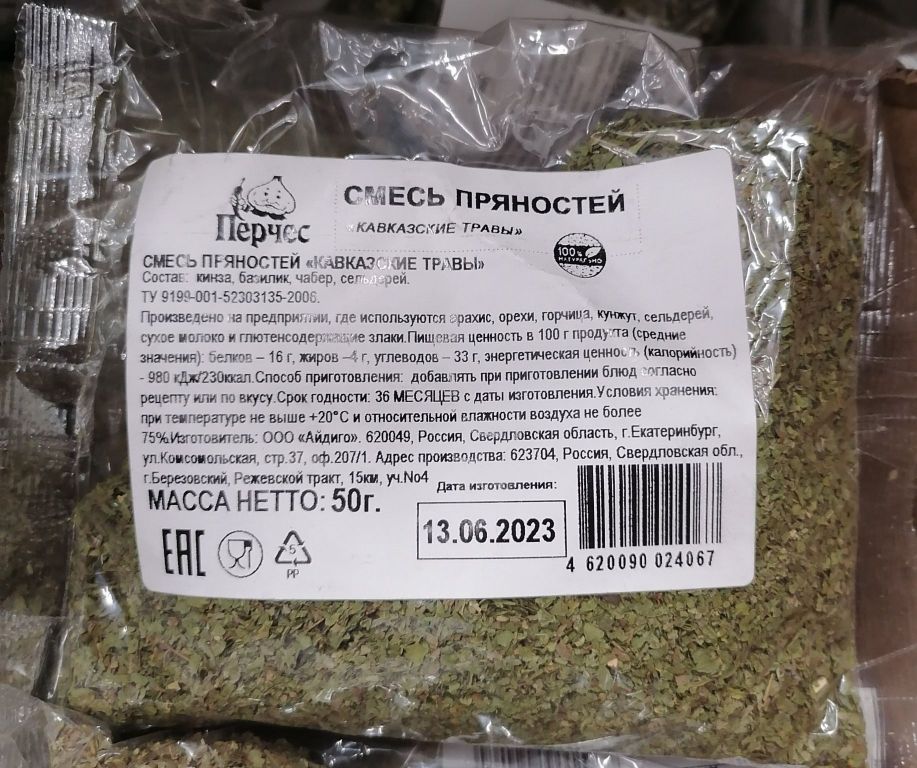 Перчес
СМЕСЬ ПРЯНОСТЕЙ
«КАВКАЗСКИЕ ТРАВЫ»
100%
НАТУРАЛЬНО
СМЕСЬ ПРЯНОСТЕЙ «КАВКАЗСКИЕ ТРАВЫ»
Состав: кинза, базилик, чабер, сельдерей.
ТУ 9199-001-52303135-2006.
Произведено на предприятии, где используются арахис, орехи, горчица, кунжут, сельдерей,
сухое молоко и глютенсодержащие злаки.Пищевая ценность в 100 г продукта (средние
значения): белков – 16 г, жиров –4 г, углеводов – 33 г, энергетическая ценность (калорийность)
- 980 кДж/230ккал.Способ приготовления: добавлять при приготовлении блюд согласно
рецепту или по вкусу.Срок годности: 36 МЕСЯЦЕВ с даты изготовления.Условия хранения:
при температуре не выше +20°С и относительной влажности воздуха не более
75%.Изготовитель: ООО «Айдиго». 620049, Россия, Свердловская область, г.Екатеринбург,
ул.Комсомольская, стр.37, оф.207/1. Адрес производства: 623704, Россия, Свердловская обл.,
г.Березовский, Режевской тракт, 15км, уч.No4
МАССА НЕТТО: 50г.
Дата изготовления:
13.06.2023
ЕАС
5
PP
4 620090 024067